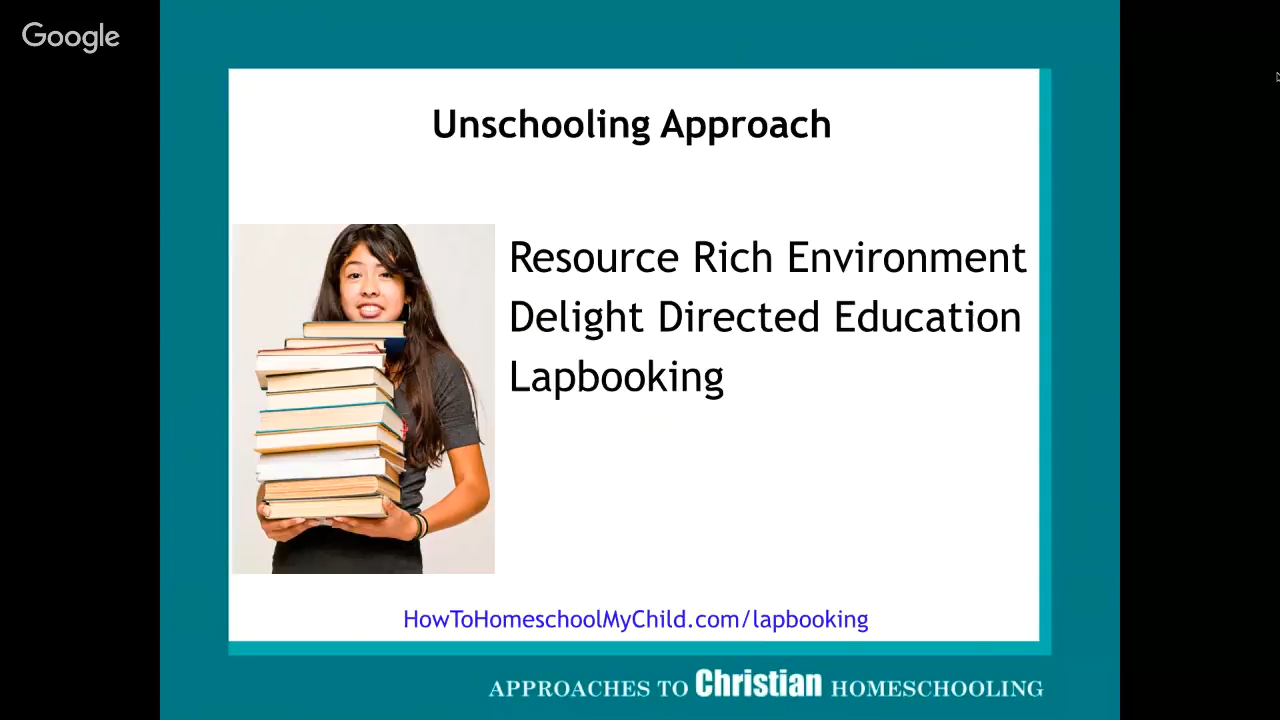 Google
Unschooling Approach
Resource Rich Environment
Delight Directed Education
Lapbooking
HowToHomeschoolMyChild.com/lapbooking
APPROACHES TO Christian HOMESCHOOLING